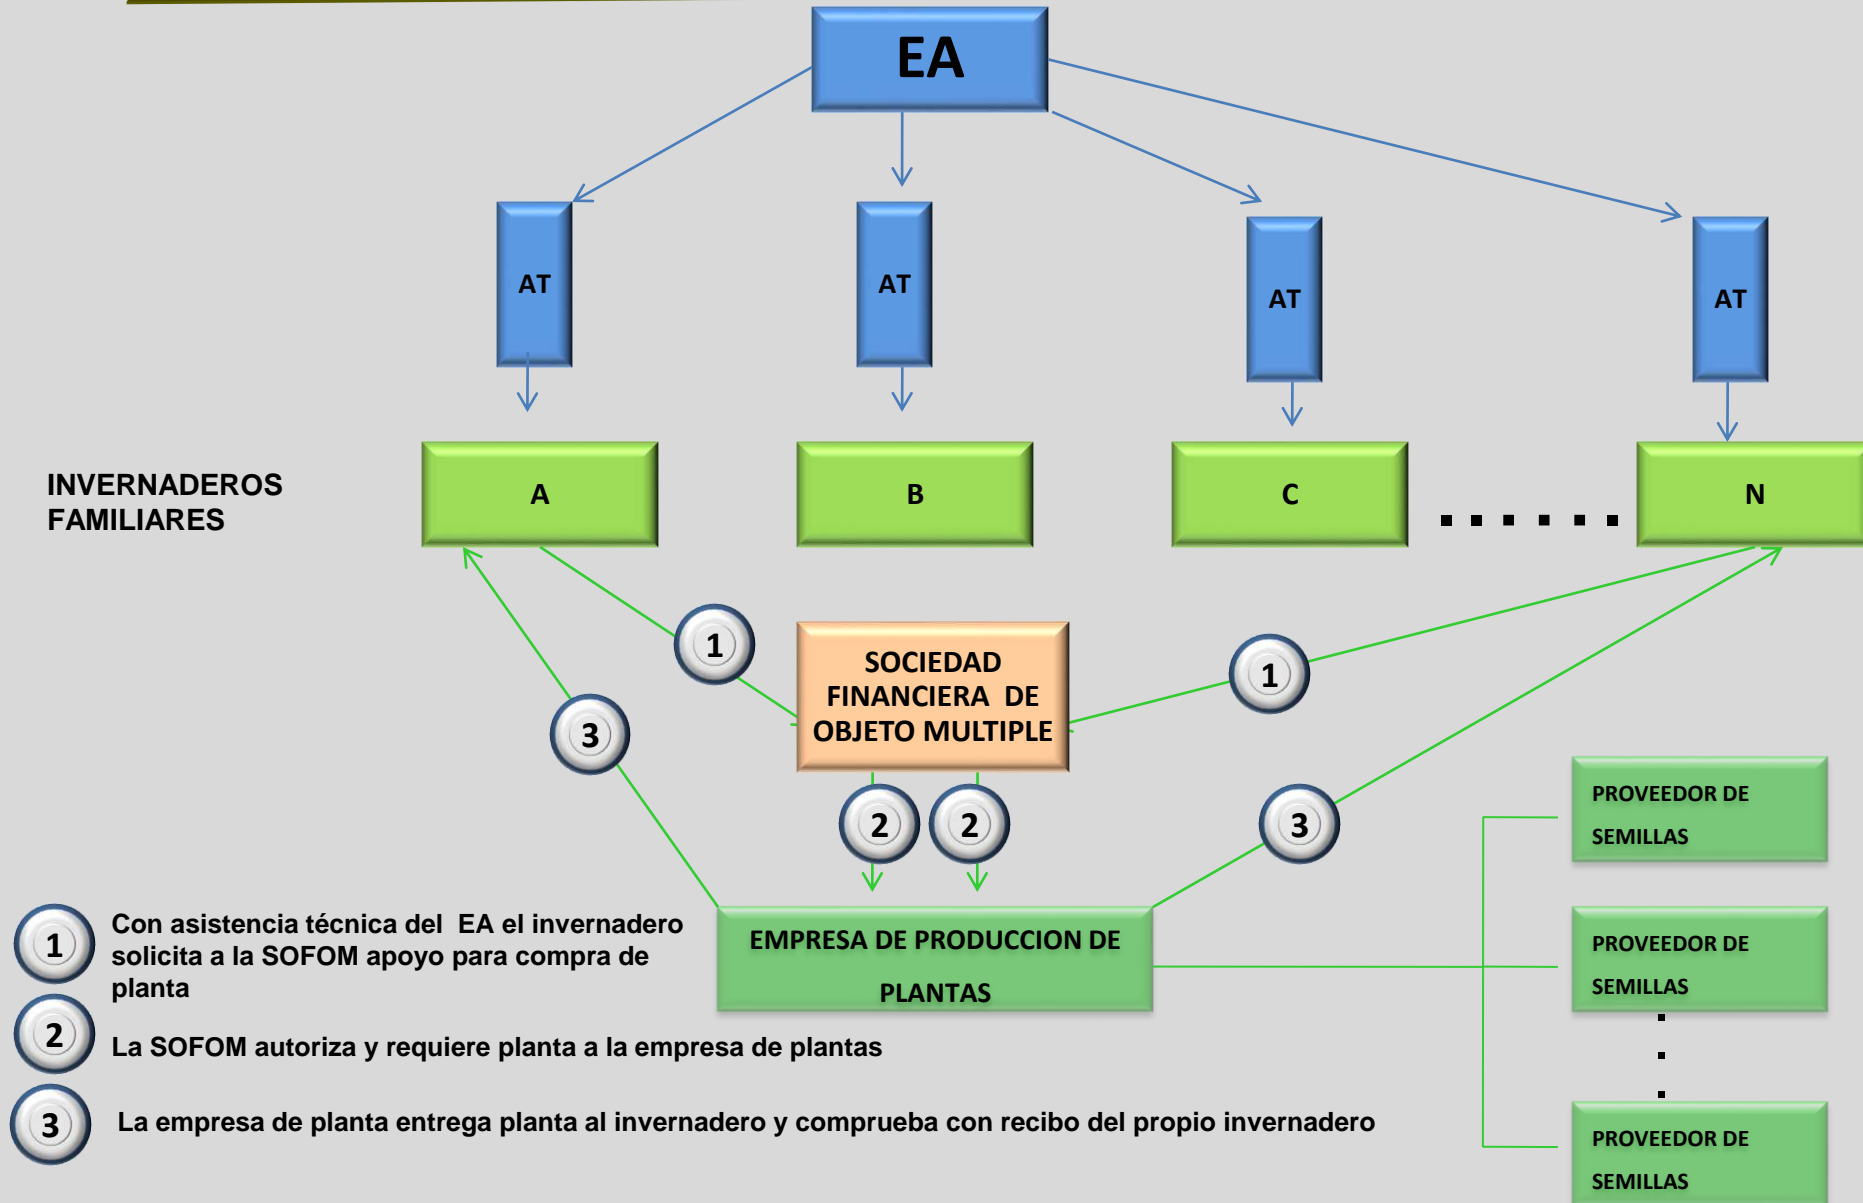 EA
AT
AT
AT
AT
INVERNADEROS
FAMILIARES
A
B
C
N
1
SOCIEDAD
FINANCIERA DE
OBJETO MULTIPLE
1
3
2
2
3
EMPRESA DE PRODUCCION DE
PLANTAS
PROVEEDOR DE
SEMILLAS
PROVEEDOR DE
SEMILLAS
PROVEEDOR DE
SEMILLAS
1
Con asistencia técnica del EA el invernadero
solicita a la SOFOM apoyo para compra de
planta
2
La SOFOM autoriza y requiere planta a la empresa de plantas
3
La empresa de planta entrega planta al invernadero y comprueba con recibo del propio invernadero